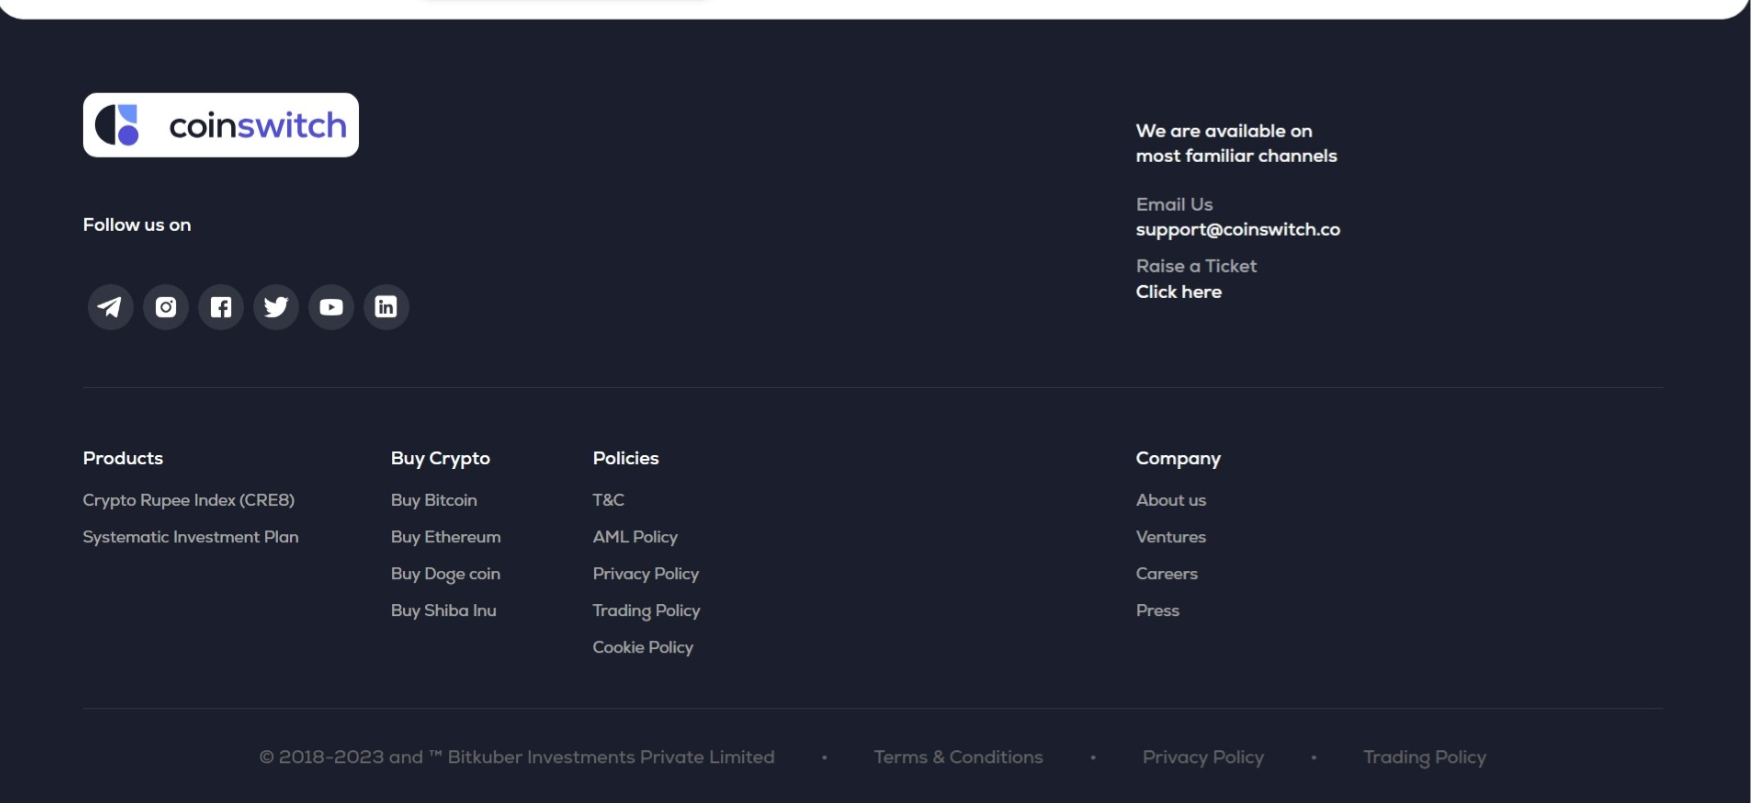 coinswitch
Follow us on
We are available on
most familiar channels
Email Us
support@coinswitch.co
Raise a Ticket
Click here
Products
Crypto Rupee Index (CRE8)
Systematic Investment Plan
Buy Crypto
Buy Bitcoin
Buy Ethereum
Buy Doge coin
Buy Shiba Inu
Policies
T&C
AML Policy
Privacy Policy
Trading Policy
Cookie Policy
Company
About us
Ventures
Careers
Press
© 2018-2023 and ™ Bitkuber Investments Private Limited • Terms & Conditions • Privacy Policy • Trading Policy